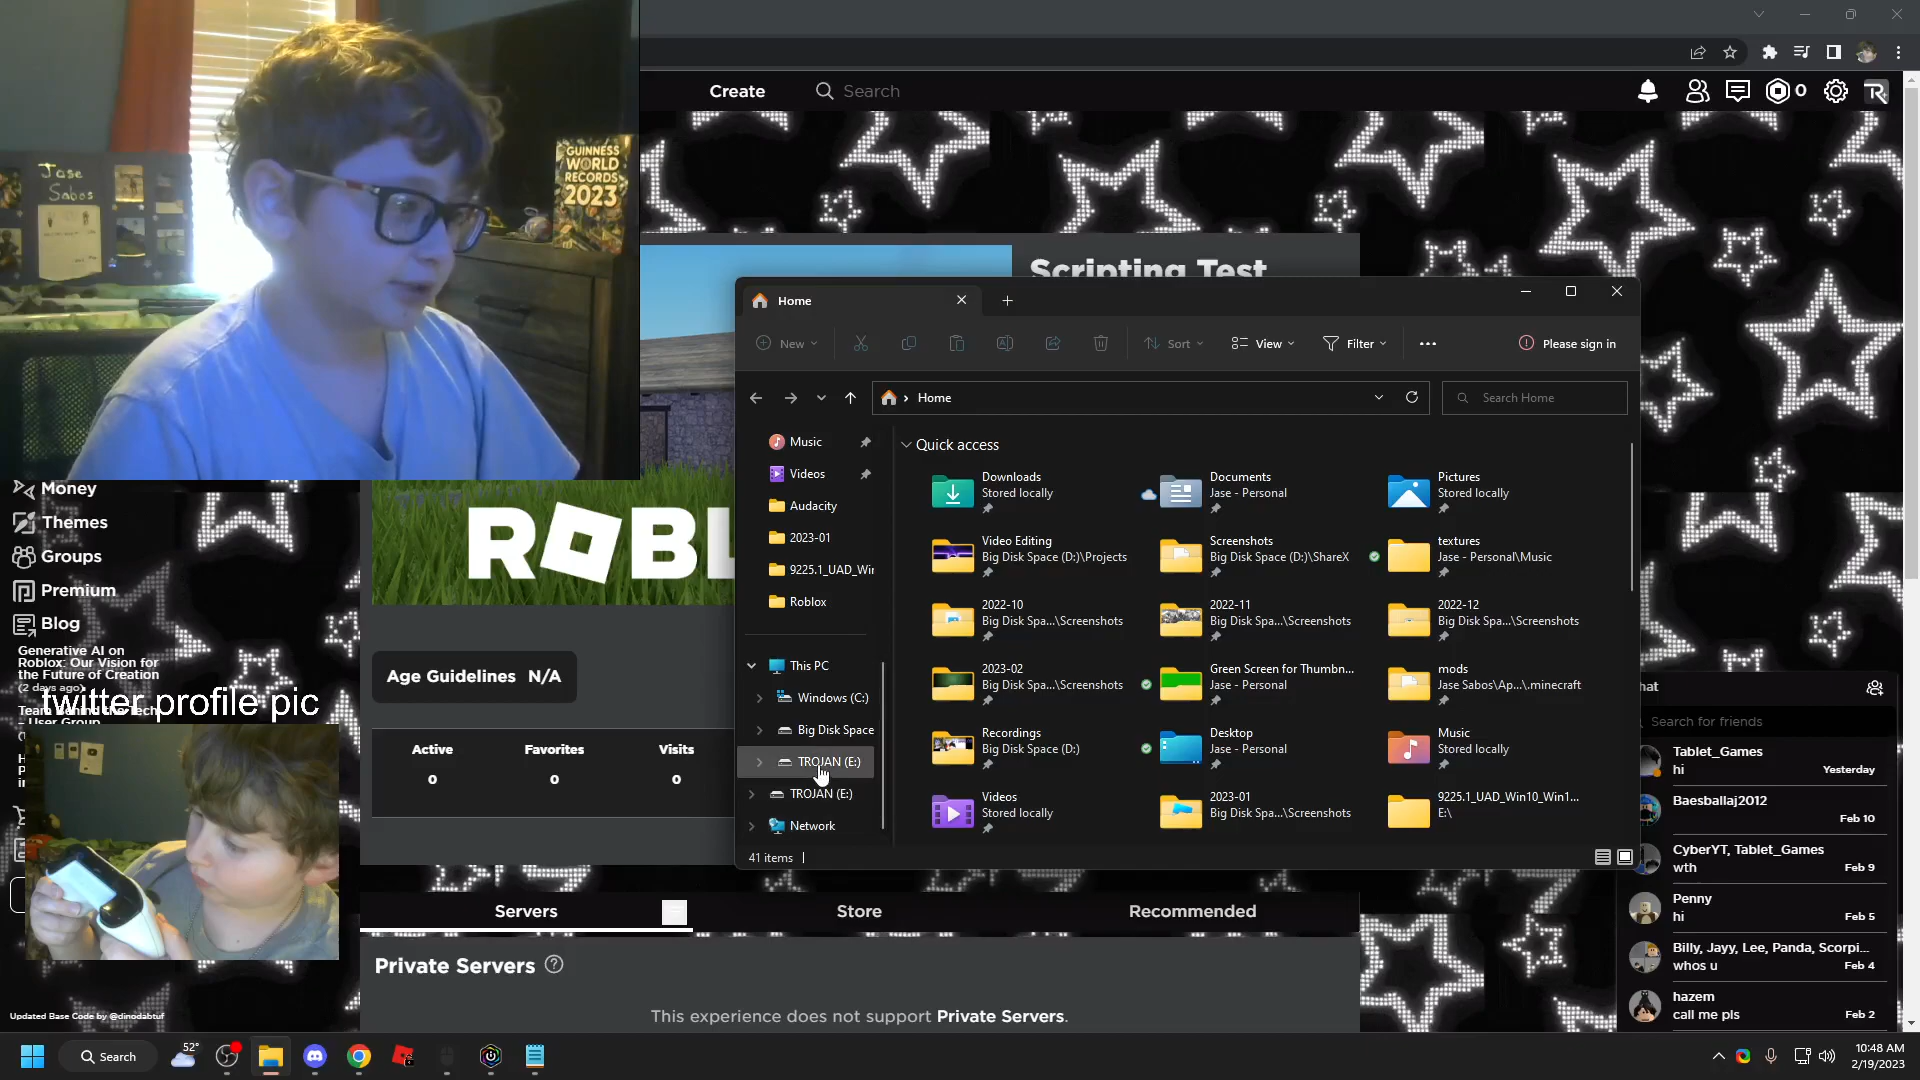 Jase
Sabos
GUINNESS
WORLD
RECORDS
2023
Create
Search
0
Scripting Test
Home
New
Sort
View
Filter
Please sign in
Home
Search Home
Music
Videos
Audacity
2023-01
9225.1_UAD_Wir
Roblox
This PC
Windows (C:)
Big Disk Space
TROJAN (E:)
TROJAN (E:)
Network
Quick access
Downloads
Stored locally
Documents
Jase - Personal
Pictures
Stored locally
Video Editing
Big Disk Space (D:)\Projects
Screenshots
Big Disk Space (D:)\ShareX
textures
Jase - Personal\Music
2022-10
Big Disk Spa...\Screenshots
2022-11
Big Disk Spa...\Screenshots
2022-12
Big Disk Spa...\Screenshots
2023-02
Big Disk Spa...\Screenshots
Green Screen for Thumbn...
Jase - Personal
mods
Jase Sabos\Ap...\.minecraft
Recordings
Big Disk Space (D:)
Desktop
Jase - Personal
Music
Stored locally
Videos
Stored locally
2023-01
Big Disk Spa...\Screenshots
9225.1_UAD_Win10_Win1...
E:\
41 items
Money
Themes
Groups
Premium
Blog
Generative AI on
Roblox: Our Vision for
the Future of Creation
(2 days ago)
twitter profile pic
ROBL
Age Guidelines N/A
Active
Favorites
Visits
0
0
0
Servers
Store
Recommended
Private Servers
This experience does not support Private Servers.
hat
Search for friends
Tablet_Games
hi
Yesterday
Baesballaj2012
Feb 10
CyberYT, Tablet_Games
wth
Feb 9
Penny
hi
Feb 5
Billy, Jayy, Lee, Panda, Scorpi...
whos u
Feb 4
hazem
call me pls
Feb 2
Updated Base Code by @dinodabtuf
52°
Search
10:48 AM
2/19/2023